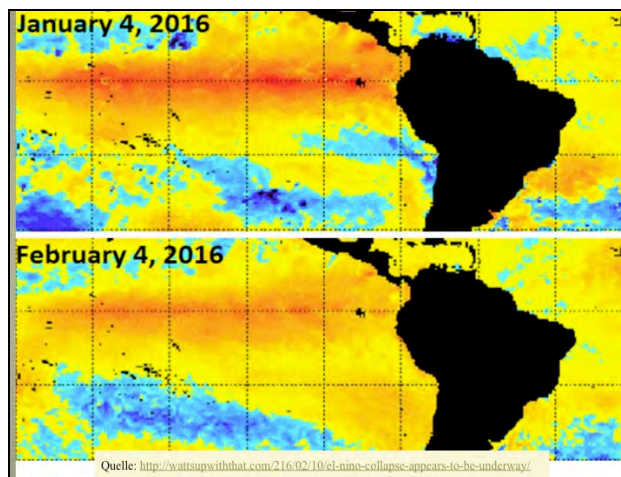 January 4, 2016
February 4, 2016
Quelle: http://wattsupwiththat.com/216/02/10/el-nino-collapse-appears-to-be-underway/